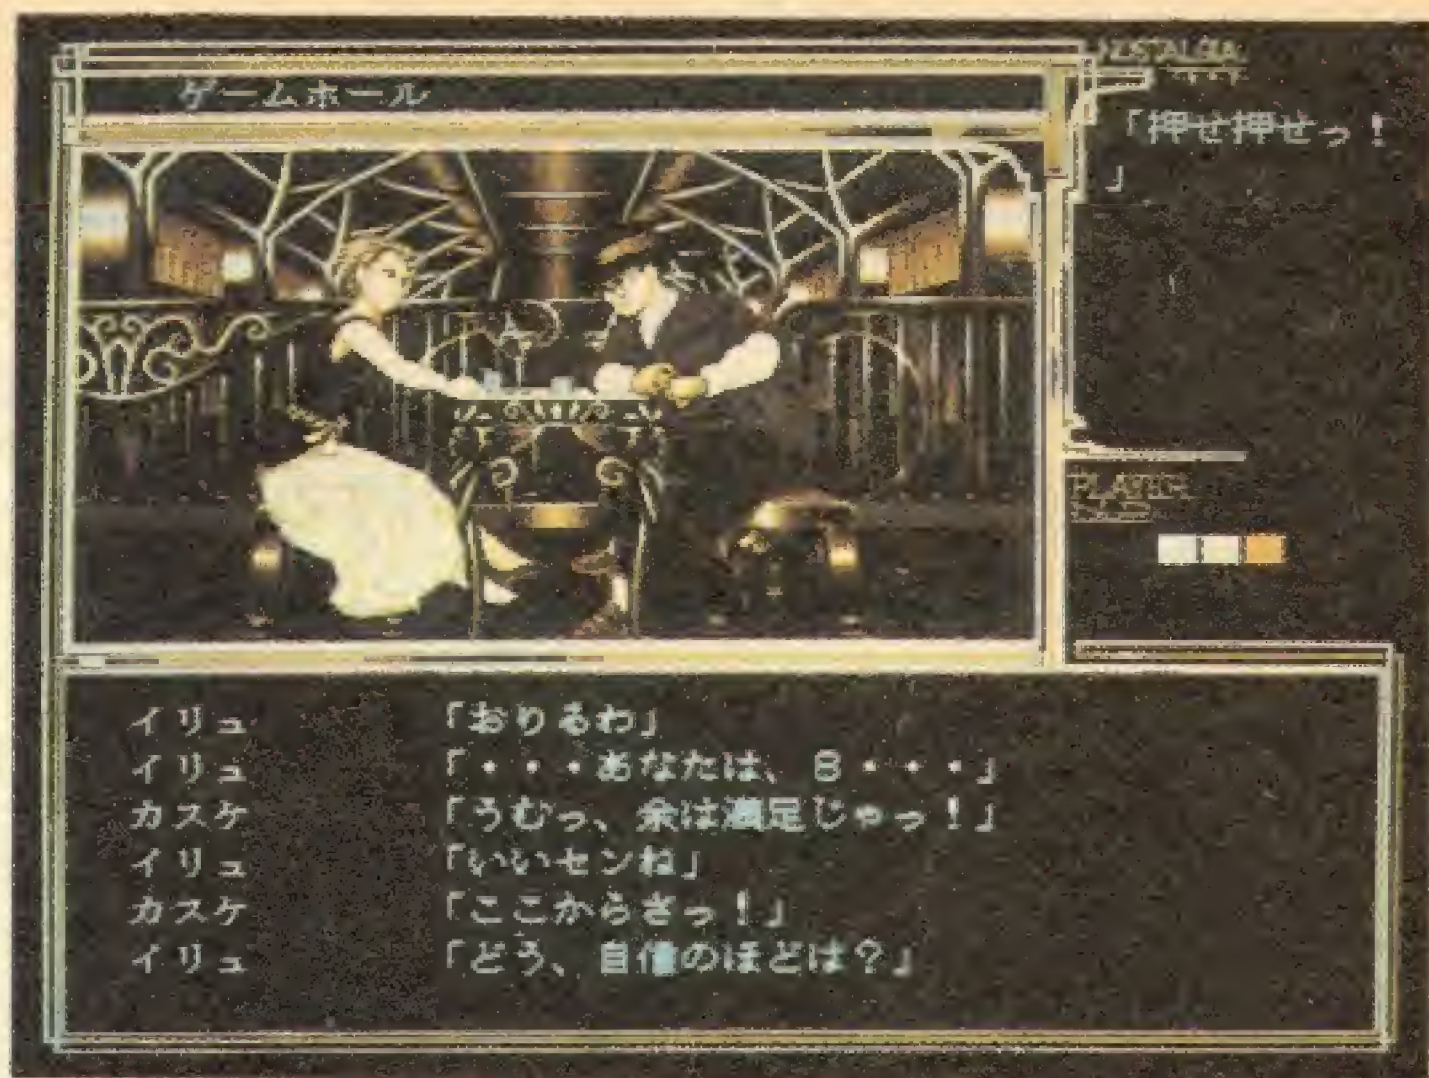 NOSTALGIA
ゲームホール
「押せ押せっ！
」
PLAYER
イリュ 「おりるわ」
イリュ 「・・・あなたは、8・・・」
カスケ 「うむっ、余は満足じゃっ！」
イリュ 「いいセンね」
カスケ 「ここからさっ！」
イリュ 「どう、自信のほどは？」